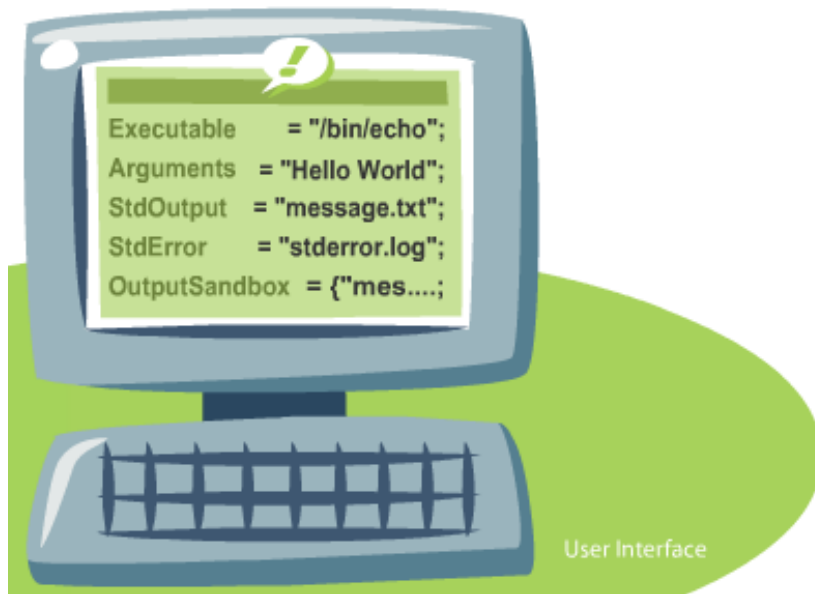 Executable = "/bin/echo";
Arguments = "Hello World";
StdOutput = "message.txt";
StdError = "stderror.log";
OutputSandbox = {"mes....;
User Interface